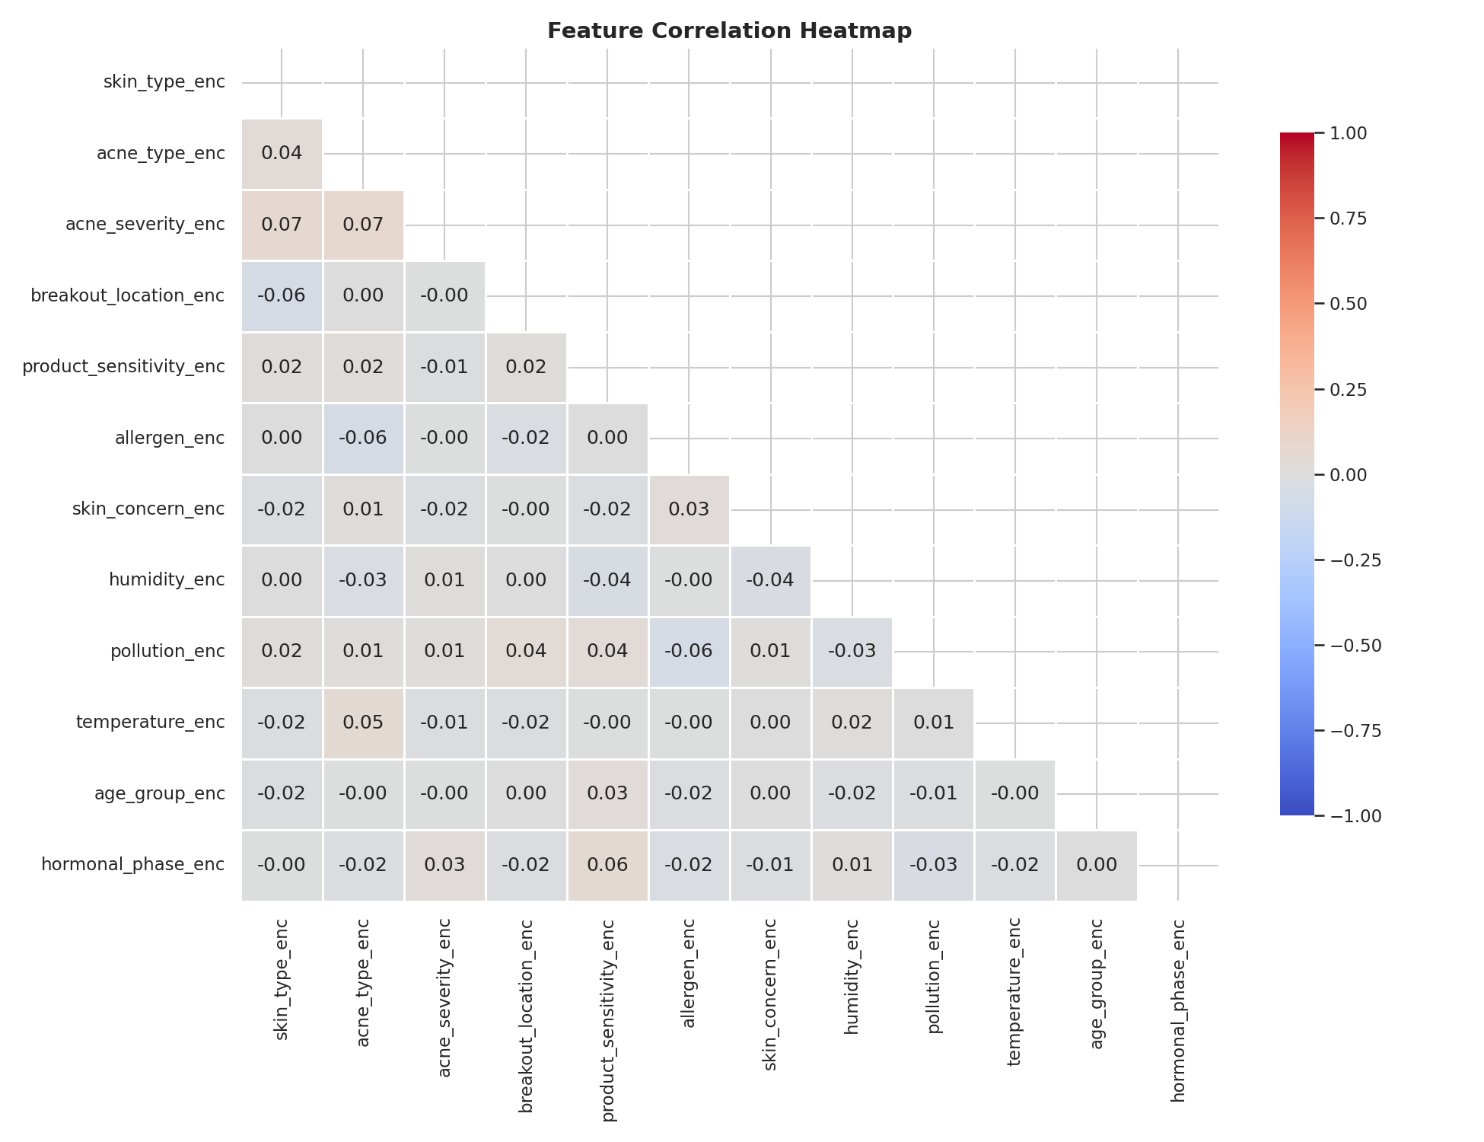 Feature Correlation Heatmap
skin_type_enc
acne_type_enc 0.04
acne_severity_enc 0.07 0.07
breakout_location_enc -0.06 0.00 -0.00
product_sensitivity_enc 0.02 0.02 -0.01 0.02
allergen_enc 0.00 -0.06 -0.00 -0.02 0.00
skin_concern_enc -0.02 0.01 -0.02 -0.00 -0.02 0.03
humidity_enc 0.00 -0.03 0.01 0.00 -0.04 -0.00 -0.04
pollution_enc 0.02 0.01 0.01 0.04 0.04 -0.06 0.01 -0.03
temperature_enc -0.02 0.05 -0.01 -0.02 -0.00 -0.00 0.00 0.02 0.01
age_group_enc -0.02 -0.00 -0.00 0.00 0.03 -0.02 0.00 -0.02 -0.01 -0.00
hormonal_phase_enc -0.00 -0.02 0.03 -0.02 0.06 -0.02 -0.01 0.01 -0.03 -0.02 0.00
skin_type_enc
acne_type_enc
acne_severity_enc
breakout_location_enc
product_sensitivity_enc
allergen_enc
skin_concern_enc
humidity_enc
pollution_enc
temperature_enc
age_group_enc
hormonal_phase_enc
1.00
0.75
0.50
0.25
0.00
−0.25
−0.50
−0.75
−1.00